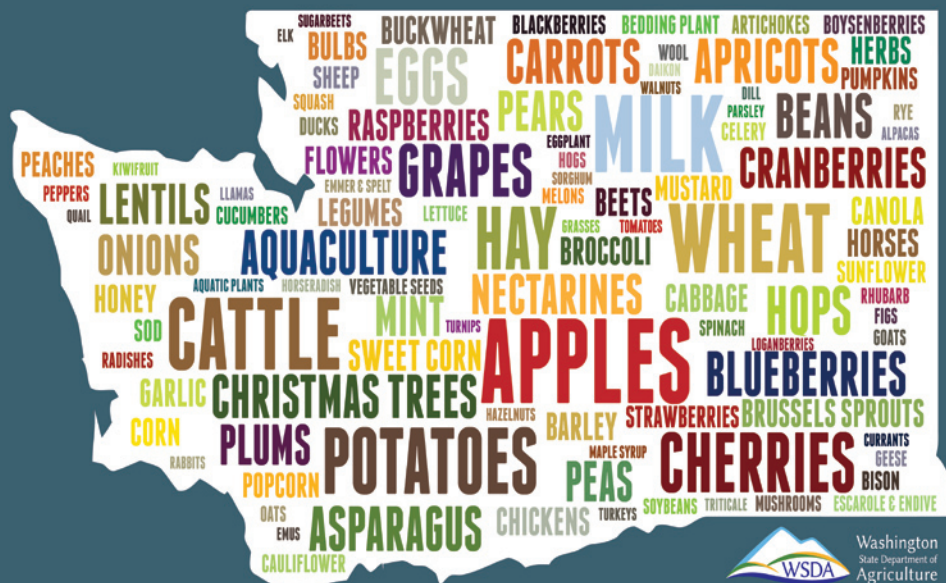 SUGARBEETS
ELK
BULBS
BUCKWHEAT
BLACKBERRIES
BEDDING PLANT
ARTICHOKES
BOYSENBERRIES
SHEEP
EGGS
CARROTS
WOOL
DAIKON
WALNUTS
APRICOTS
HERBS
PUMPKINS
SQUASH
DUCKS
RASPBERRIES
PEARS
MILK
DILL
PARSLEY
CELERY
BEANS
RYE
ALPACAS
PEACHES
KIWIFRUIT
FLOWERS
GRAPES
EGGPLANT
HOGS
SORGHUM
MELONS
CRANBERRIES
PEPPERS
QUAIL
LENTILS
LLAMAS
CUCUMBERS
EMMER & SPELT
LEGUMES
LETTUCE
HAY
GRASSES
BEETS
TOMATOES
MUSTARD
WHEAT
CANOLA
HORSES
SUNFLOWER
ONIONS
AQUACULTURE
BROCCOLI
HONEY
AQUATIC PLANTS
HORSERADISH
VEGETABLE SEEDS
NECTARINES
CABBAGE
HOPS
RHUBARB
FIGS
GOATS
SOD
RADISHES
CATTLE
MINT
TURNIPS
SWEET CORN
APPLES
SPINACH
LOGANBERRIES
BLUEBERRIES
GARLIC
CHRISTMAS TREES
HAZELNUTS
BARLEY
STRAWBERRIES
BRUSSELS SPROUTS
CORN
RABBITS
PLUMS
POTATOES
MAPLE SYRUP
PEAS
CHERRIES
CURRANTS
GEESE
BISON
POPCORN
OATS
EMUS
ASPARAGUS
CHICKENS
TURKEYS
SOYBEANS
TRITICALE
MUSHROOMS
ESCAROLE & ENDIVE
CAULIFLOWER
WSDA
Washington
State Department of
Agriculture